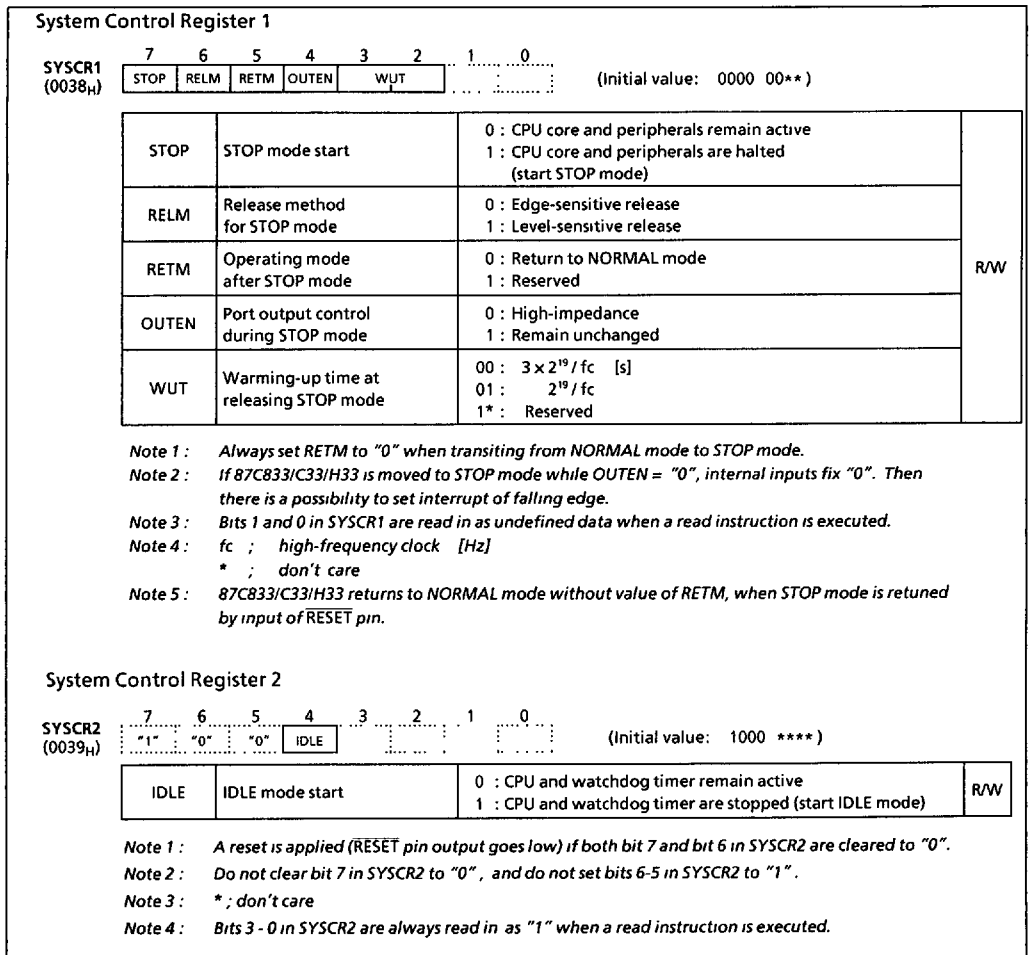 System Control Register 1
7 6 5 4 3 2 1 0
SYSCR1
(0038H)
STOP RELM RETM OUTEN WUT
(Initial value: 0000 00**)
STOP
STOP mode start
0 : CPU core and peripherals remain active
1 : CPU core and peripherals are halted
(start STOP mode)
RELM
Release method
for STOP mode
0 : Edge-sensitive release
1 : Level-sensitive release
RETM
Operating mode
after STOP mode
0 : Return to NORMAL mode
1 : Reserved
R/W
OUTEN
Port output control
during STOP mode
0 : High-impedance
1 : Remain unchanged
WUT
Warming-up time at
releasing STOP mode
00 : 3 × 2¹⁹ / fc [s]
01 : 2¹⁹ / fc
1* : Reserved
Note 1 : Always set RETM to "0" when transiting from NORMAL mode to STOP mode.
Note 2 : If 87C833/C33/H33 is moved to STOP mode while OUTEN = "0", internal inputs fix "0". Then
there is a possibility to set interrupt of falling edge.
Note 3 : Bits 1 and 0 in SYSCR1 are read in as undefined data when a read instruction is executed.
Note 4 : fc ; high-frequency clock [Hz]
* ; don't care
Note 5 : 87C833/C33/H33 returns to NORMAL mode without value of RETM, when STOP mode is retuned
by input of RESET pin.
System Control Register 2
7 6 5 4 3 2 1 0
SYSCR2
(0039H)
"1" "0" "0" IDLE
(Initial value: 1000 ****)
IDLE
IDLE mode start
0 : CPU and watchdog timer remain active
1 : CPU and watchdog timer are stopped (start IDLE mode)
R/W
Note 1 : A reset is applied (RESET pin output goes low) if both bit 7 and bit 6 in SYSCR2 are cleared to "0".
Note 2 : Do not clear bit 7 in SYSCR2 to "0", and do not set bits 6-5 in SYSCR2 to "1".
Note 3 : * ; don't care
Note 4 : Bits 3 - 0 in SYSCR2 are always read in as "1" when a read instruction is executed.